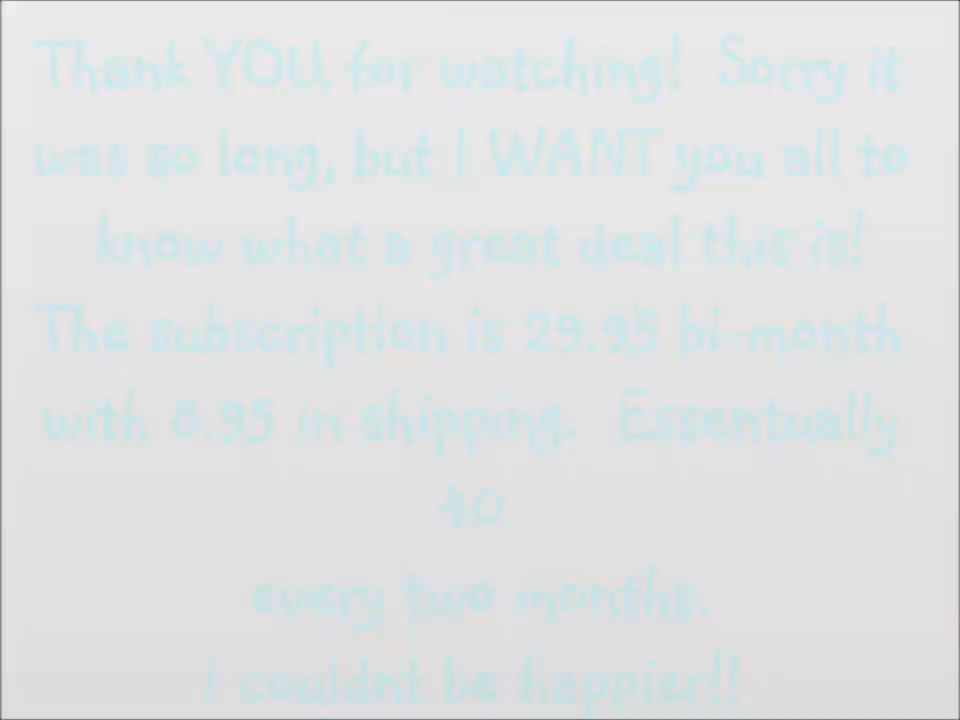 Thank YOU for watching! Sorry it
was so long, but I WANT you all to
know what a great deal this is!
The subscription is 29.95 bi-month
with 8.95 in shipping. Essentually
40
every two months.
I couldnt be happier!!